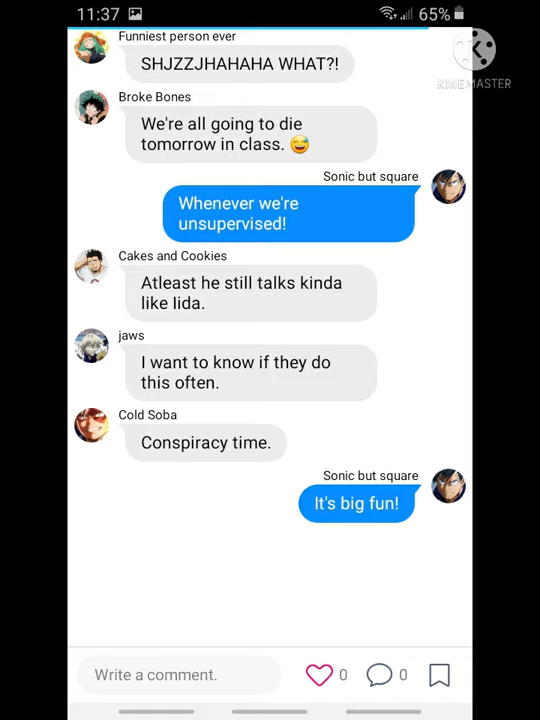 11:37
65%
KINEMASTER
Funniest person ever
SHJZZJHAHAHA WHAT?!
Broke Bones
We're all going to die
tomorrow in class. 😅
Sonic but square
Whenever we're
unsupervised!
Cakes and Cookies
Atleast he still talks kinda
like Iida.
jaws
I want to know if they do
this often.
Cold Soba
Conspiracy time.
Sonic but square
It's big fun!
Write a comment.
0
0